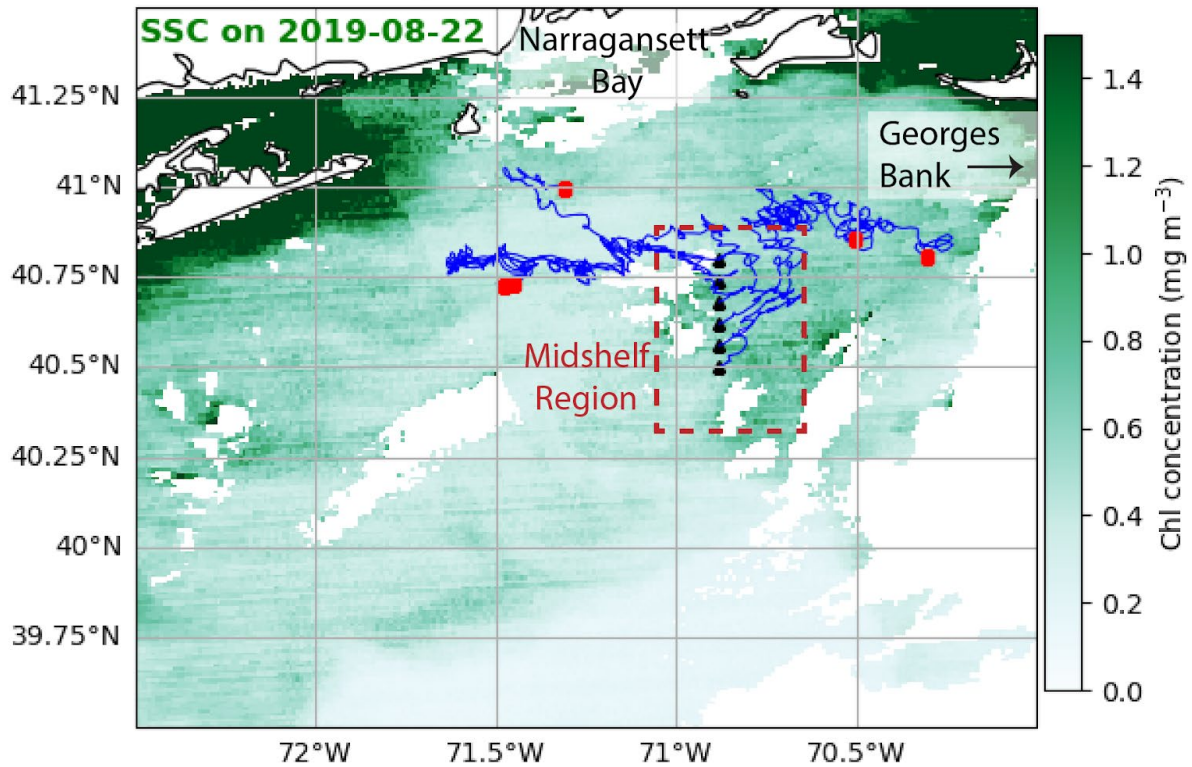 SSC on 2019-08-22
Narragansett
Bay
Georges
Bank
Midshelf
Region
41.25°N
41°N
40.75°N
40.5°N
40.25°N
40°N
39.75°N
72°W
71.5°W
71°W
70.5°W
1.4
1.2
1.0
0.8
0.6
0.4
0.2
0.0
Chl concentration (mg m⁻³)